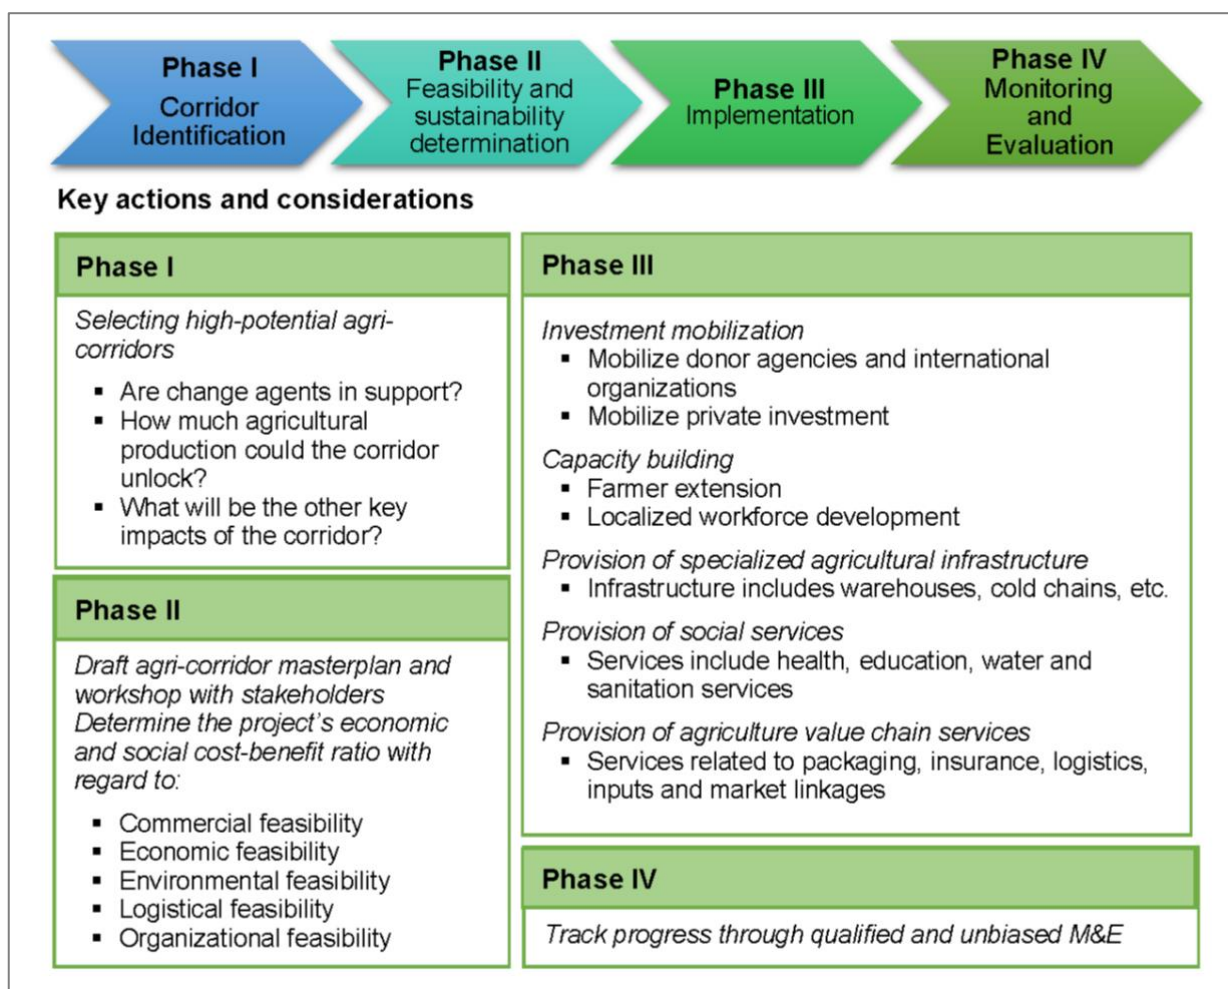 Phase I
Corridor
Identification
Phase II
Feasibility and
sustainability
determination
Phase III
Implementation
Phase IV
Monitoring
and
Evaluation
Key actions and considerations
Phase I
Selecting high-potential agri-
corridors
▪ Are change agents in support?
▪ How much agricultural
production could the corridor
unlock?
▪ What will be the other key
impacts of the corridor?
Phase II
Draft agri-corridor masterplan and
workshop with stakeholders
Determine the project's economic
and social cost-benefit ratio with
regard to:
▪ Commercial feasibility
▪ Economic feasibility
▪ Environmental feasibility
▪ Logistical feasibility
▪ Organizational feasibility
Phase III
Investment mobilization
▪ Mobilize donor agencies and international
organizations
▪ Mobilize private investment
Capacity building
▪ Farmer extension
▪ Localized workforce development
Provision of specialized agricultural infrastructure
▪ Infrastructure includes warehouses, cold chains, etc.
Provision of social services
▪ Services include health, education, water and
sanitation services
Provision of agriculture value chain services
▪ Services related to packaging, insurance, logistics,
inputs and market linkages
Phase IV
Track progress through qualified and unbiased M&E